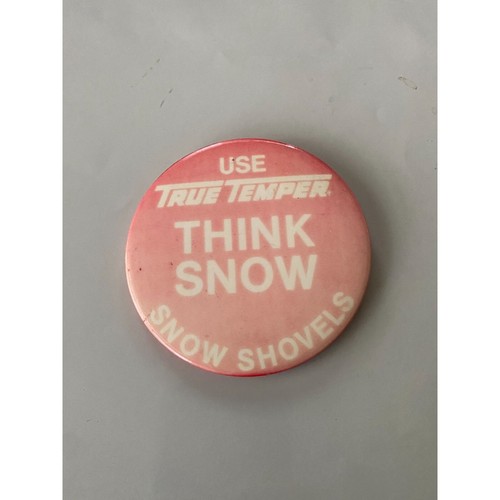 USE
TRUE TEMPER®
THINK
SNOW
SNOW SHOVELS